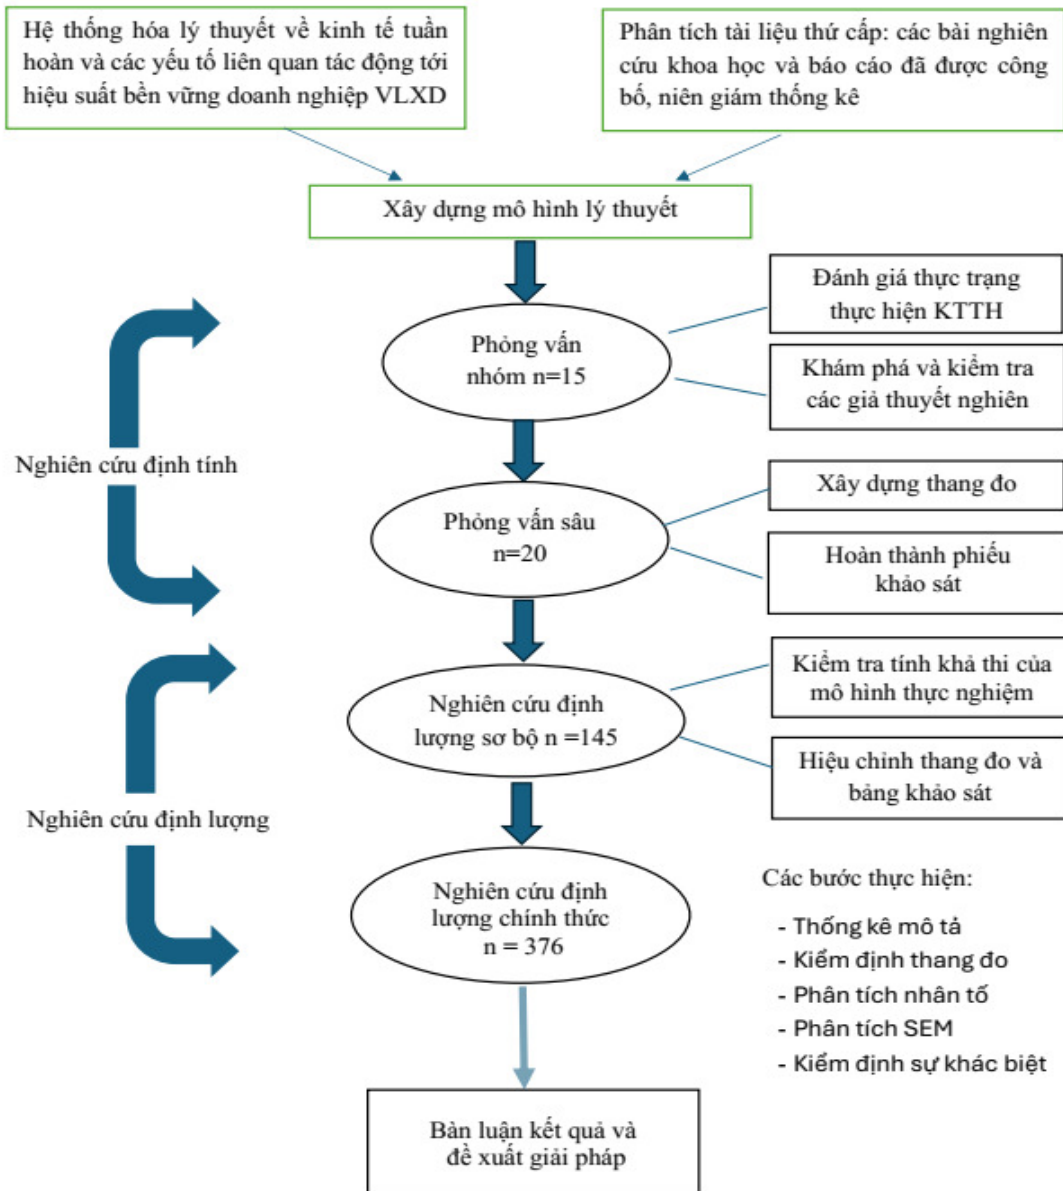 Hệ thống hóa lý thuyết về kinh tế tuần
hoàn và các yếu tố liên quan tác động tới
hiệu suất bền vững doanh nghiệp VLXD
Phân tích tài liệu thứ cấp: các bài nghiên
cứu khoa học và báo cáo đã được công
bố, niên giám thống kê
Xây dựng mô hình lý thuyết
Phỏng vấn
nhóm n=15
Đánh giá thực trạng
thực hiện KTTH
Khám phá và kiểm tra
các giả thuyết nghiên
Nghiên cứu định tính
Phỏng vấn sâu
n=20
Xây dựng thang đo
Hoàn thành phiếu
khảo sát
Nghiên cứu định
lượng sơ bộ n =145
Kiểm tra tính khả thi của
mô hình thực nghiệm
Hiệu chỉnh thang đo và
bảng khảo sát
Nghiên cứu định lượng
Nghiên cứu định
lượng chính thức
n = 376
Các bước thực hiện:
- Thống kê mô tả
- Kiểm định thang đo
- Phân tích nhân tố
- Phân tích SEM
- Kiểm định sự khác biệt
Bàn luận kết quả và
đề xuất giải pháp